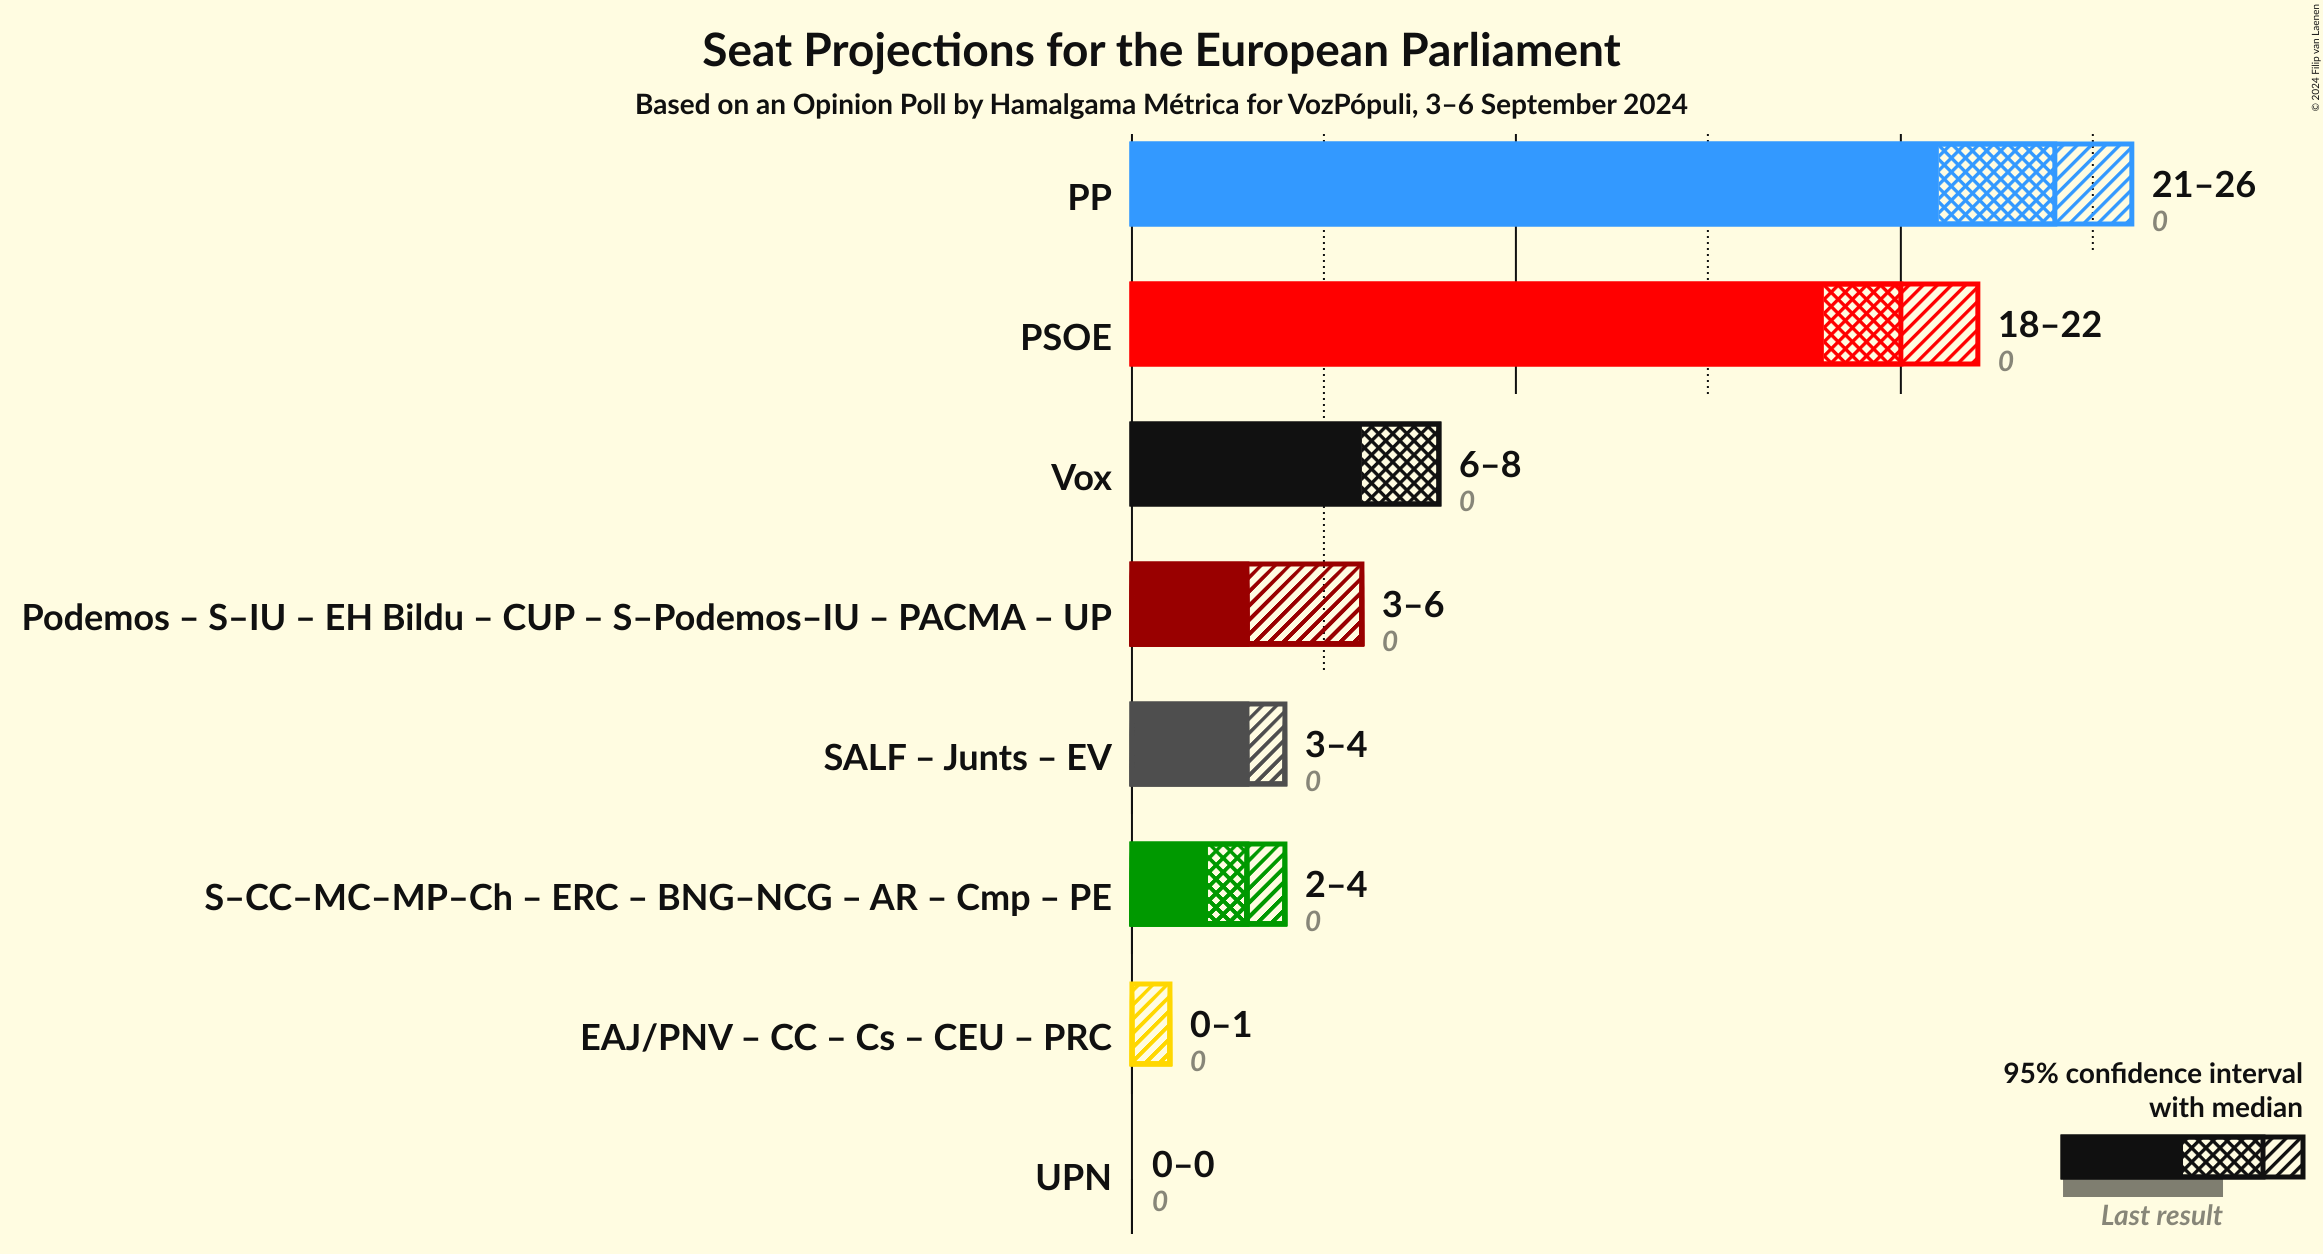 Seat Projections for the European Parliament
Based on an Opinion Poll by Hamalgama Métrica for VozPópuli, 3–6 September 2024
© 2024 Filip van Laenen
PP
21–26
0
PSOE
18–22
0
Vox
6–8
0
Podemos – S–IU – EH Bildu – CUP – S–Podemos–IU – PACMA – UP
3–6
0
SALF – Junts – EV
3–4
0
S–CC–MC–MP–Ch – ERC – BNG–NCG – AR – Cmp – PE
2–4
0
EAJ/PNV – CC – Cs – CEU – PRC
0–1
0
UPN
0–0
0
95% confidence interval
with median
Last result